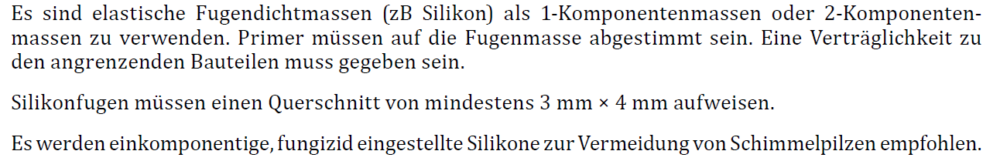 Es sind elastische Fugendichtmassen (zB Silikon) als 1-Komponentenmassen oder 2-Komponenten-
massen zu verwenden. Primer müssen auf die Fugenmasse abgestimmt sein. Eine Verträglichkeit zu
den angrenzenden Bauteilen muss gegeben sein.
Silikonfugen müssen einen Querschnitt von mindestens 3 mm × 4 mm aufweisen.
Es werden einkomponentige, fungizid eingestellte Silikone zur Vermeidung von Schimmelpilzen empfohlen.